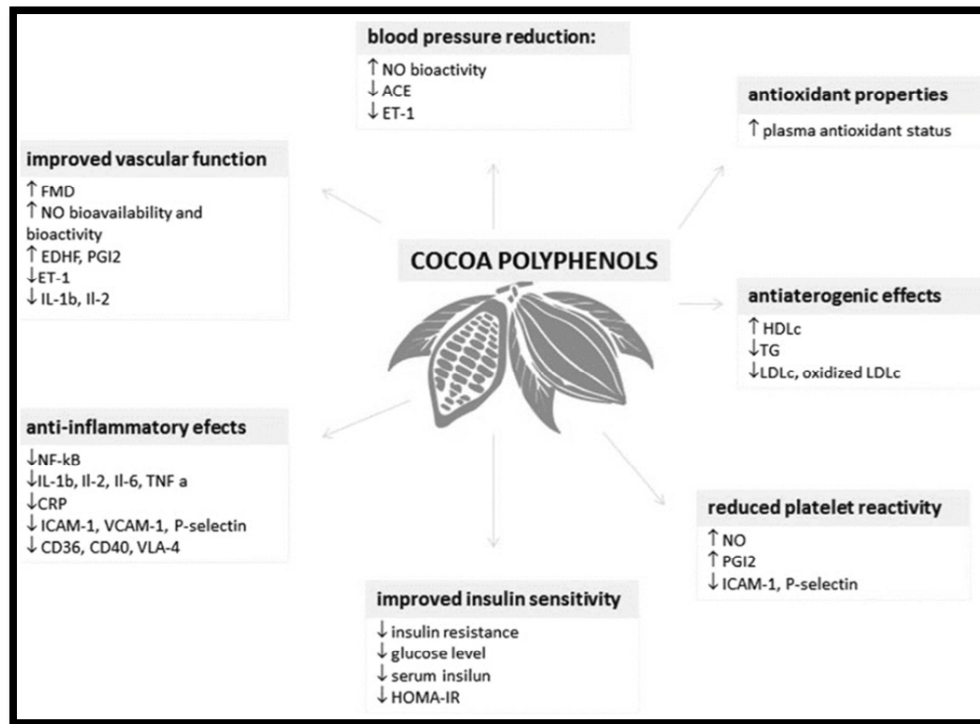 blood pressure reduction:
↑ NO bioactivity
↓ ACE
↓ ET-1
antioxidant properties
↑ plasma antioxidant status
improved vascular function
↑ FMD
↑ NO bioavailability and
bioactivity
↑ EDHF, PGI2
↓ET-1
↓ IL-1b, Il-2
COCOA POLYPHENOLS
antiaterogenic effects
↑ HDLc
↓TG
↓LDLc, oxidized LDLc
anti-inflammatory efects
↓NF-kB
↓IL-1b, Il-2, Il-6, TNF a
↓CRP
↓ ICAM-1, VCAM-1, P-selectin
↓ CD36, CD40, VLA-4
reduced platelet reactivity
↑ NO
↑ PGI2
↓ ICAM-1, P-selectin
improved insulin sensitivity
↓ insulin resistance
↓ glucose level
↓ serum insilun
↓ HOMA-IR